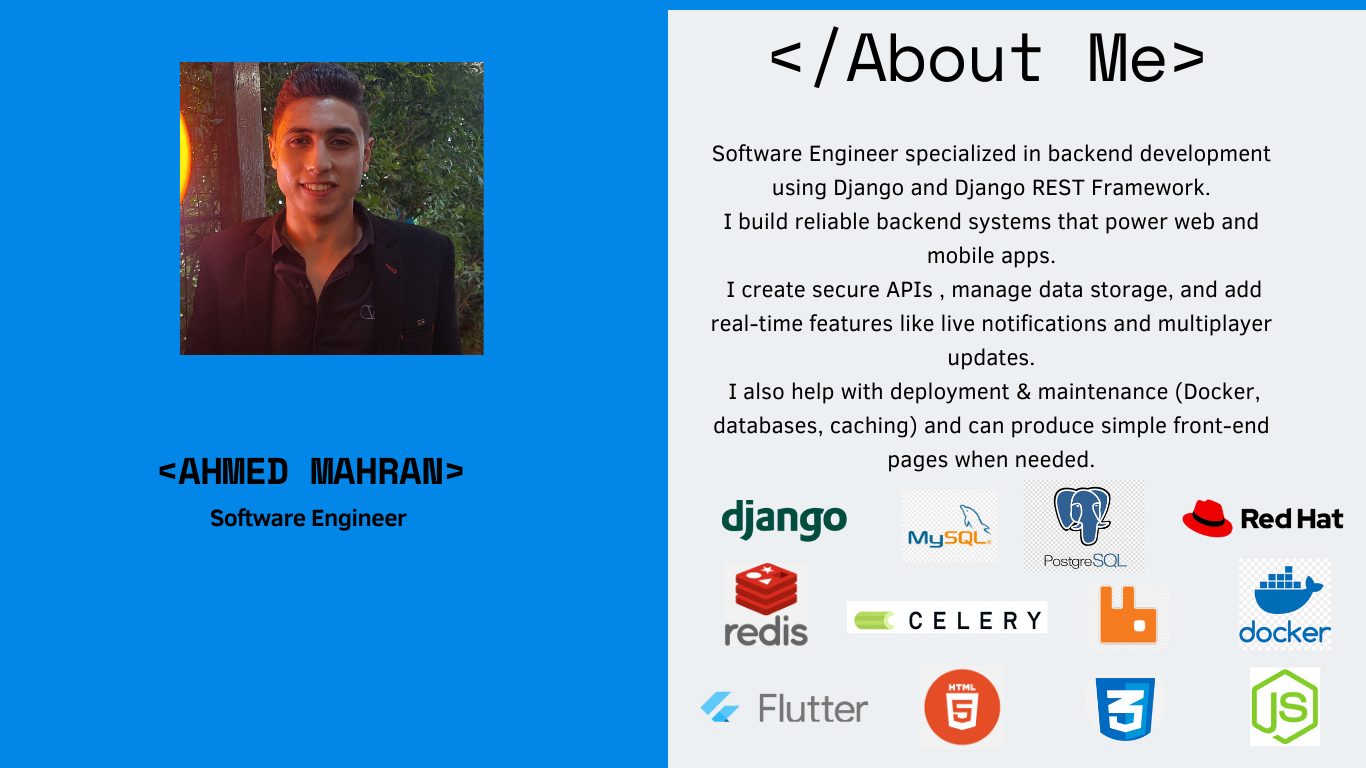 </About Me>
Software Engineer specialized in backend development
using Django and Django REST Framework.
I build reliable backend systems that power web and
mobile apps.
I create secure APIs , manage data storage, and add
real-time features like live notifications and multiplayer
updates.
I also help with deployment & maintenance (Docker,
databases, caching) and can produce simple front-end
pages when needed.
<AHMED MAHRAN>
Software Engineer
django
MySQL®
PostgreSQL
Red Hat
redis
CELERY
docker
Flutter
HTML
5
3
JS